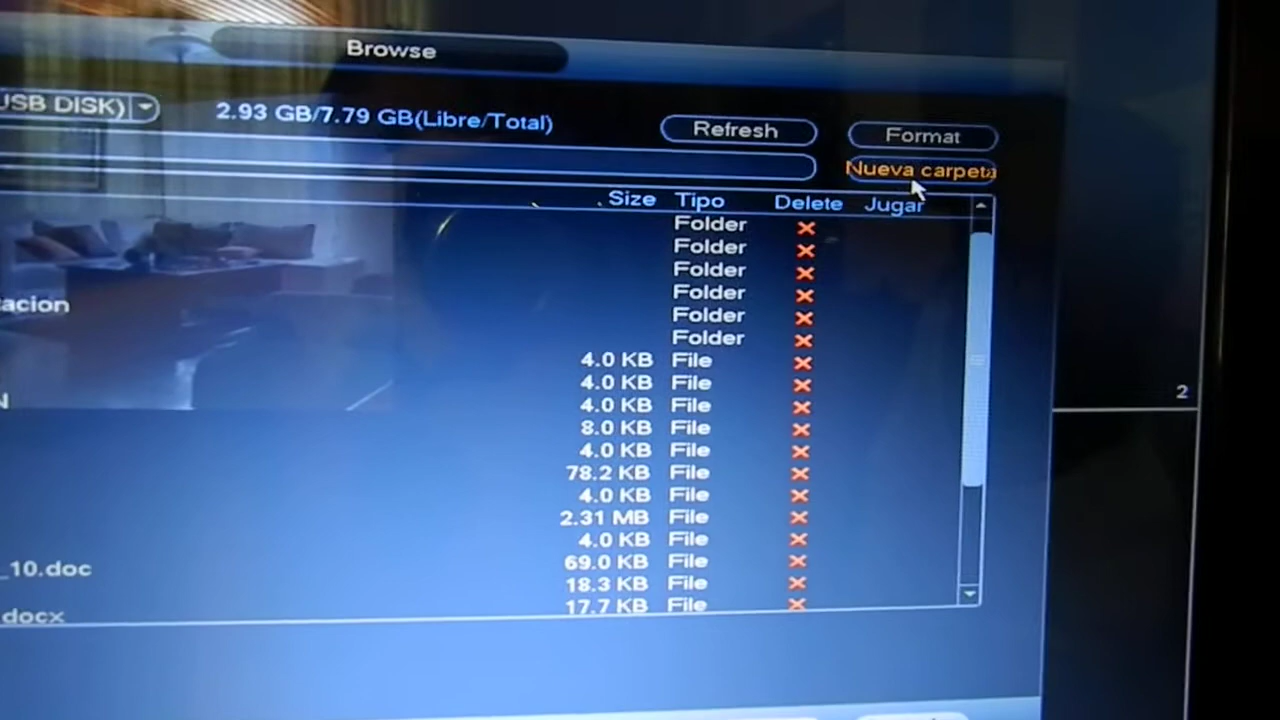 Browse
USB DISK)
2.93 GB/7.79 GB(Libre/Total)
Refresh
Format
Nueva carpeta
Size Tipo Delete Jugar
Folder
Folder
Folder
acion Folder
Folder
Folder
4.0 KB File
4.0 KB File
N 4.0 KB File
8.0 KB File
4.0 KB File
78.2 KB File
4.0 KB File
2.31 MB File
4.0 KB File
_10.doc 69.0 KB File
18.3 KB File
docx 17.7 KB File
2